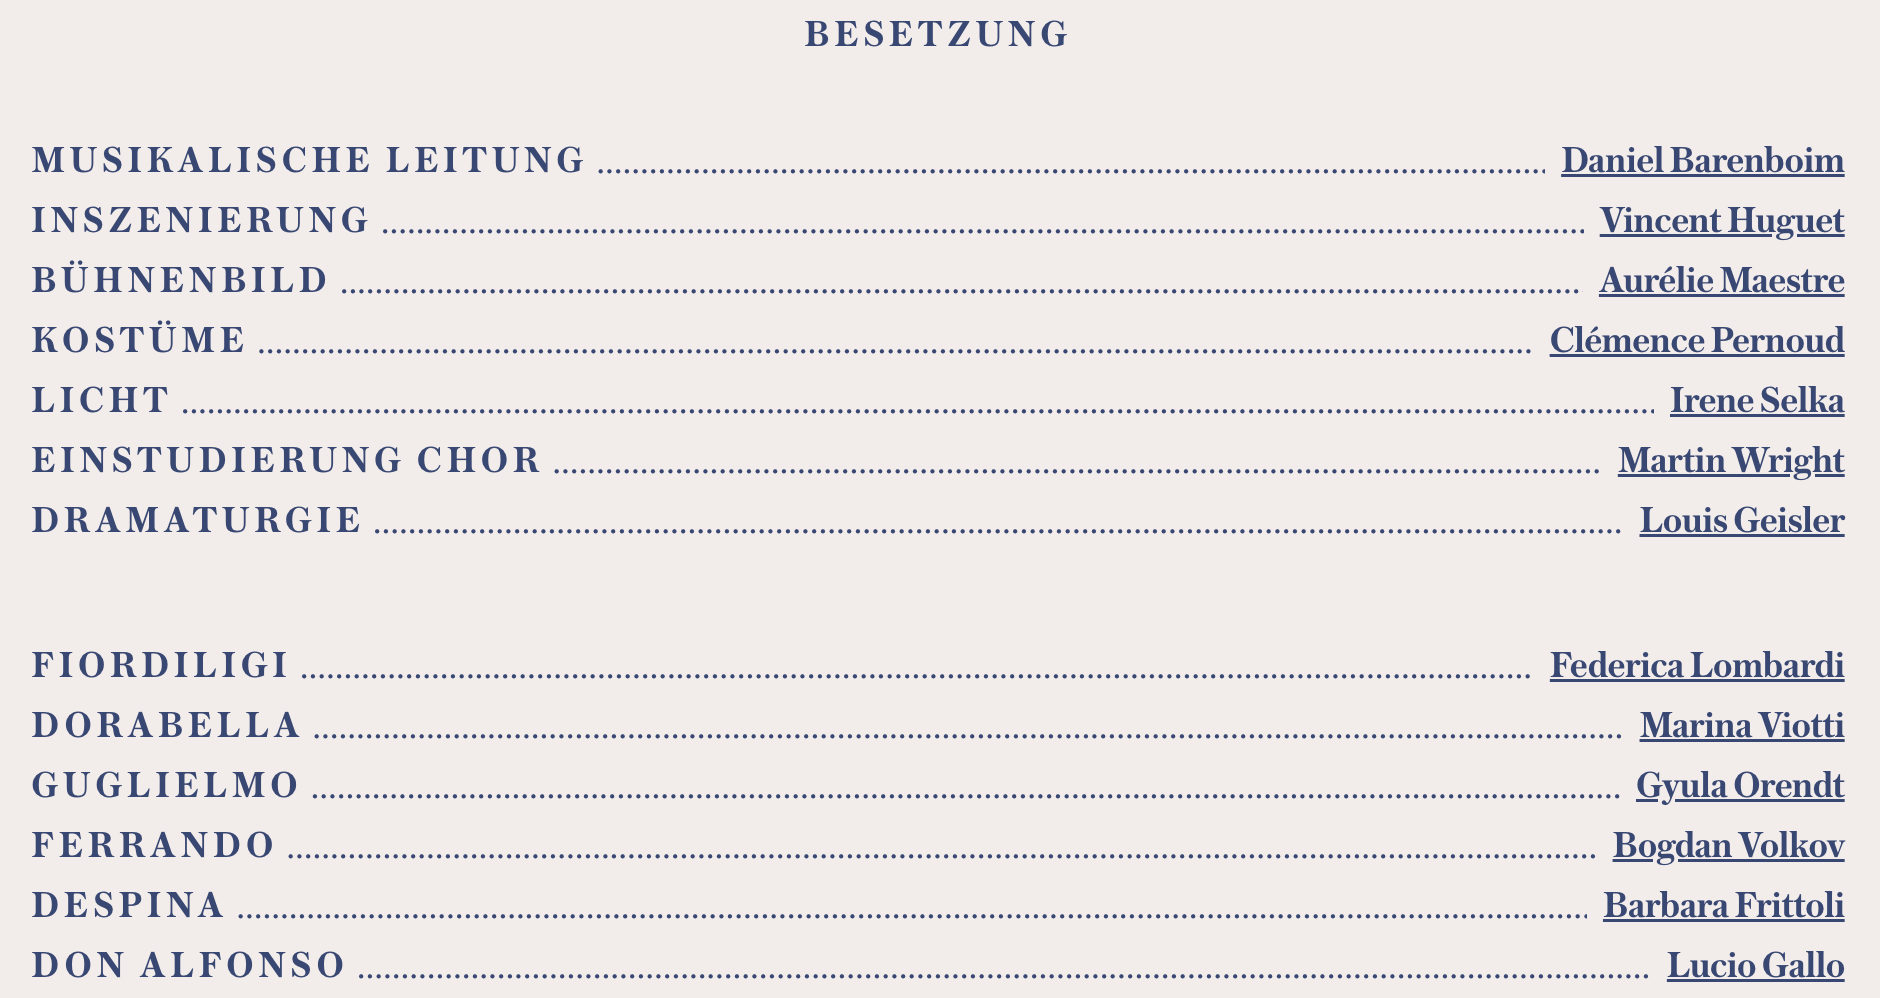 BESETZUNG
MUSIKALISCHE LEITUNG Daniel Barenboim
INSZENIERUNG Vincent Huguet
BÜHNENBILD Aurélie Maestre
KOSTÜME Clémence Pernoud
LICHT Irene Selka
EINSTUDIERUNG CHOR Martin Wright
DRAMATURGIE Louis Geisler
FIORDILIGI Federica Lombardi
DORABELLA Marina Viotti
GUGLIELMO Gyula Orendt
FERRANDO Bogdan Volkov
DESPINA Barbara Frittoli
DON ALFONSO Lucio Gallo